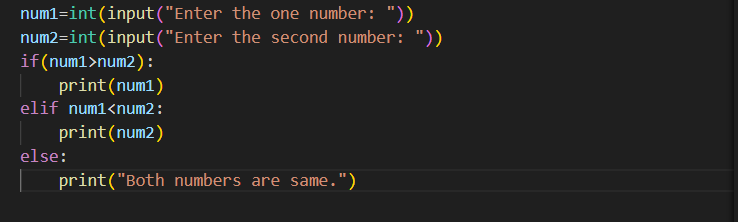 num1=int(input("Enter the one number: "))
num2=int(input("Enter the second number: "))
if(num1>num2):
    print(num1)
elif num1<num2:
    print(num2)
else:
    print("Both numbers are same.")